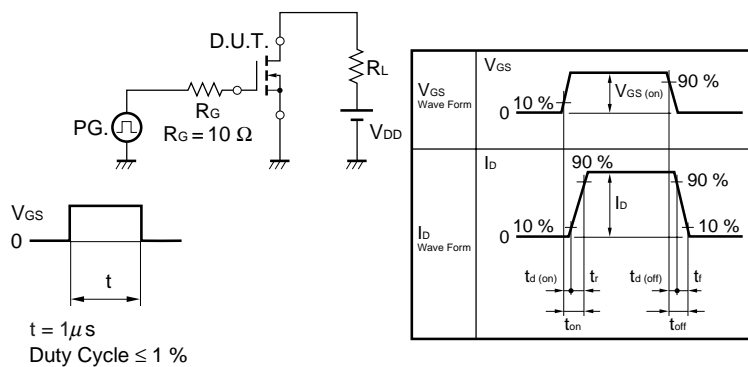 D.U.T.
RL
RG
PG.
RG = 10 Ω
VDD
VGS
0
t
t = 1μs
Duty Cycle ≤ 1 %
VGS
Wave Form
VGS
10 %
0
VGS (on)
90 %
ID
Wave Form
ID
90 %
90 %
ID
10 %
0
10 %
td (on)
tr
td (off)
tf
ton
toff